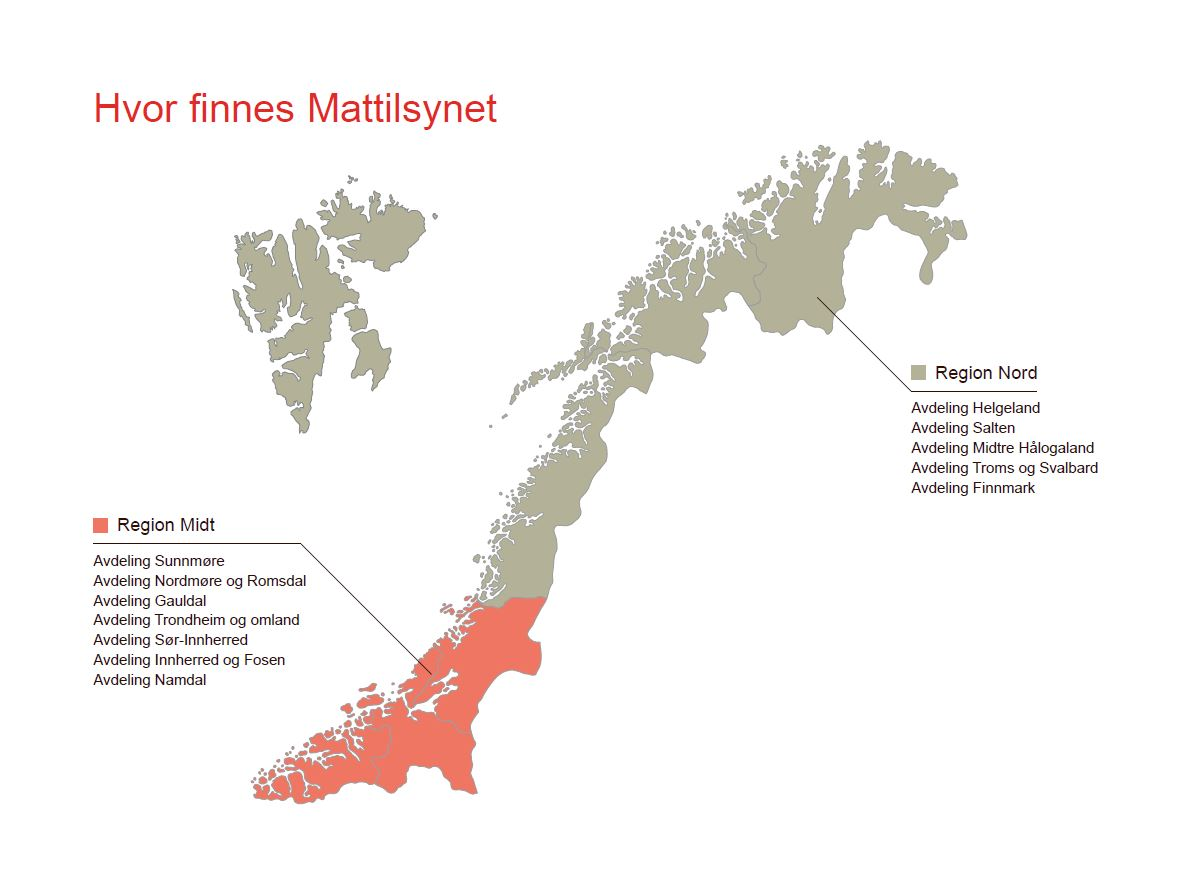 Hvor finnes Mattilsynet
Region Nord
Avdeling Helgeland
Avdeling Salten
Avdeling Midtre Hålogaland
Avdeling Troms og Svalbard
Avdeling Finnmark
Region Midt
Avdeling Sunnmøre
Avdeling Nordmøre og Romsdal
Avdeling Gauldal
Avdeling Trondheim og omland
Avdeling Sør-Innherred
Avdeling Innherred og Fosen
Avdeling Namdal